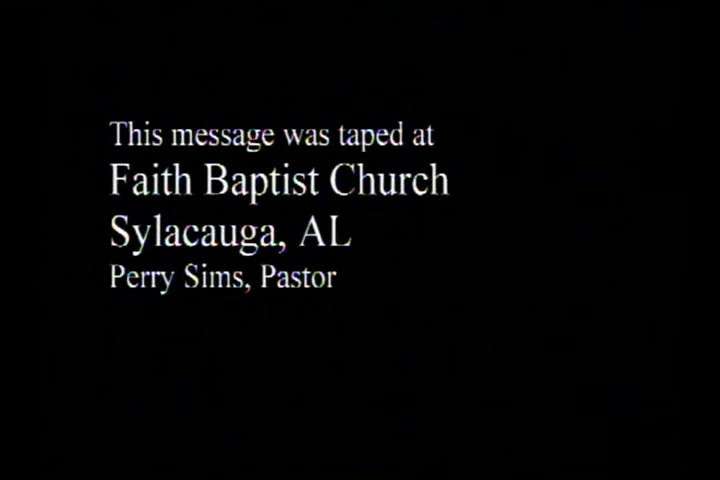 This message was taped at
Faith Baptist Church
Sylacauga, AL
Perry Sims, Pastor